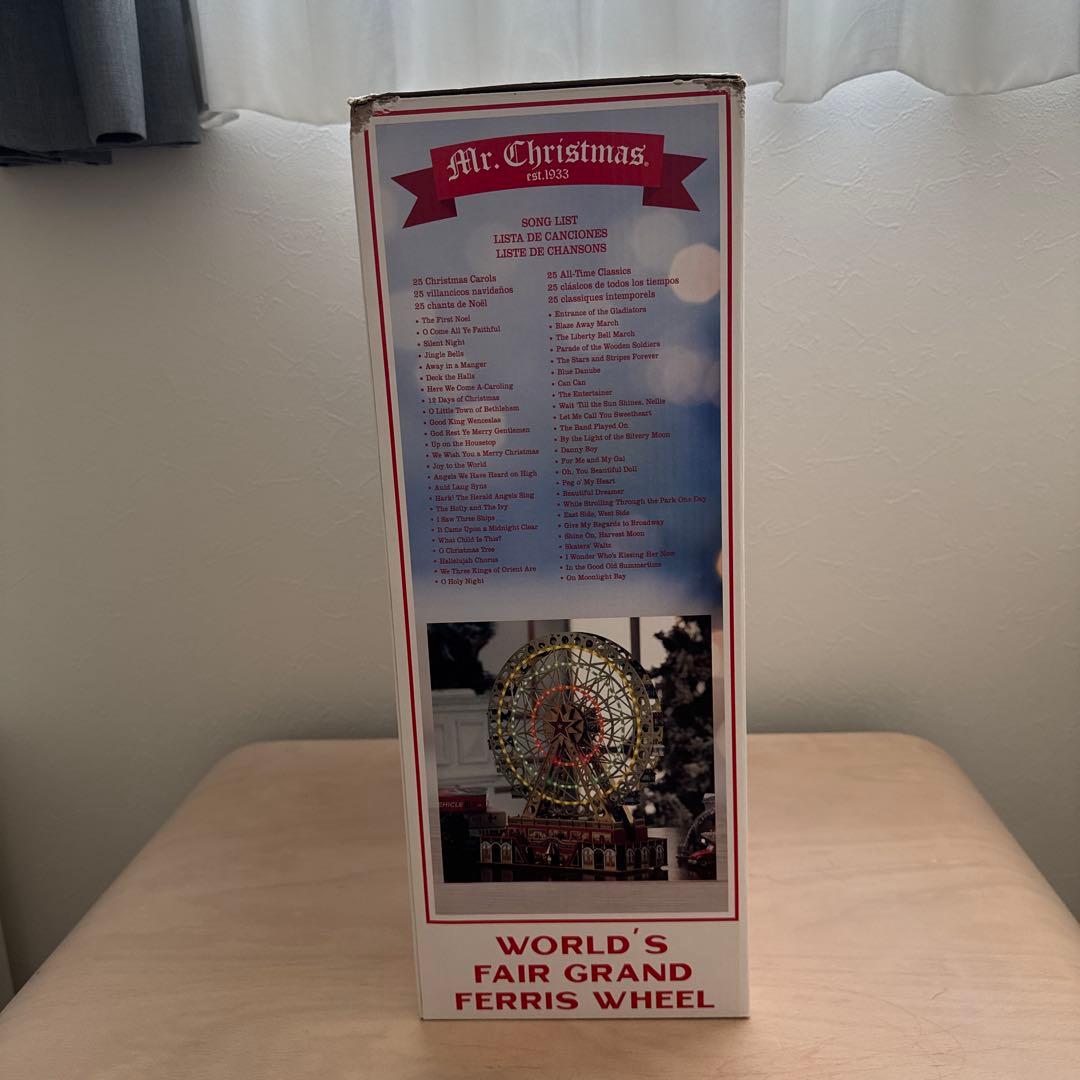 Mr. Christmas®
est.1933
SONG LIST
LISTA DE CANCIONES
LISTE DE CHANSONS
25 Christmas Carols
25 villancicos navideños
25 chants de Noël
• The First Noel
• O Come All Ye Faithful
• Silent Night
• Jingle Bells
• Away in a Manger
• Deck the Halls
• Here We Come A-Caroling
• 12 Days of Christmas
• O Little Town of Bethlehem
• Good King Wenceslas
• God Rest Ye Merry Gentlemen
• Up on the Housetop
• We Wish You a Merry Christmas
• Joy to the World
• Angels We Have Heard on High
• Auld Lang Syne
• Hark! The Herald Angels Sing
• The Holly and The Ivy
• I Saw Three Ships
• It Came Upon a Midnight Clear
• What Child Is This?
• O Christmas Tree
• Hallelujah Chorus
• We Three Kings of Orient Are
• O Holy Night
25 All-Time Classics
25 clásicos de todos los tiempos
25 classiques intemporels
• Entrance of the Gladiators
• Blaze Away March
• The Liberty Bell March
• Parade of the Wooden Soldiers
• The Stars and Stripes Forever
• Blue Danube
• Can Can
• The Entertainer
• Wait 'Till the Sun Shines, Nellie
• Let Me Call You Sweetheart
• The Band Played On
• By the Light of the Silvery Moon
• Danny Boy
• For Me and My Gal
• Oh, You Beautiful Doll
• Peg o' My Heart
• Beautiful Dreamer
• While Strolling Through the Park One Day
• East Side, West Side
• Give My Regards to Broadway
• Shine On, Harvest Moon
• Skaters' Waltz
• I Wonder Who's Kissing Her Now
• In the Good Old Summertime
• On Moonlight Bay
EHICLE
WORLD'S
FAIR GRAND
FERRIS WHEEL